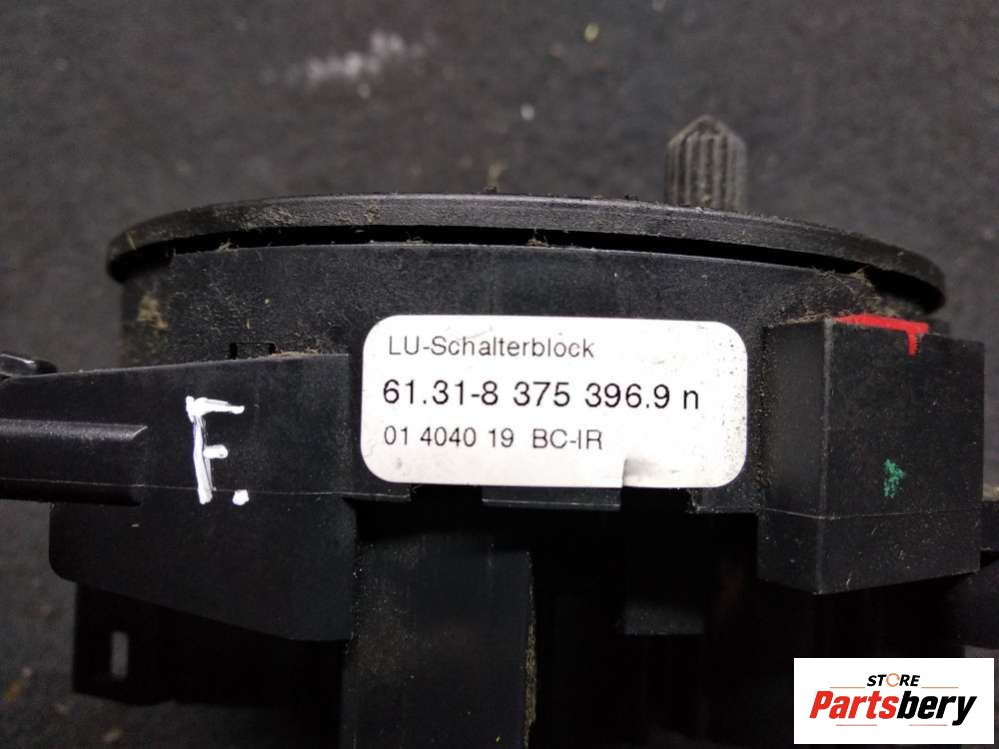 LU-Schalterblock
61.31-8 375 396.9 n
01 4040 19 BC-IR
F.
STORE
Partsbery